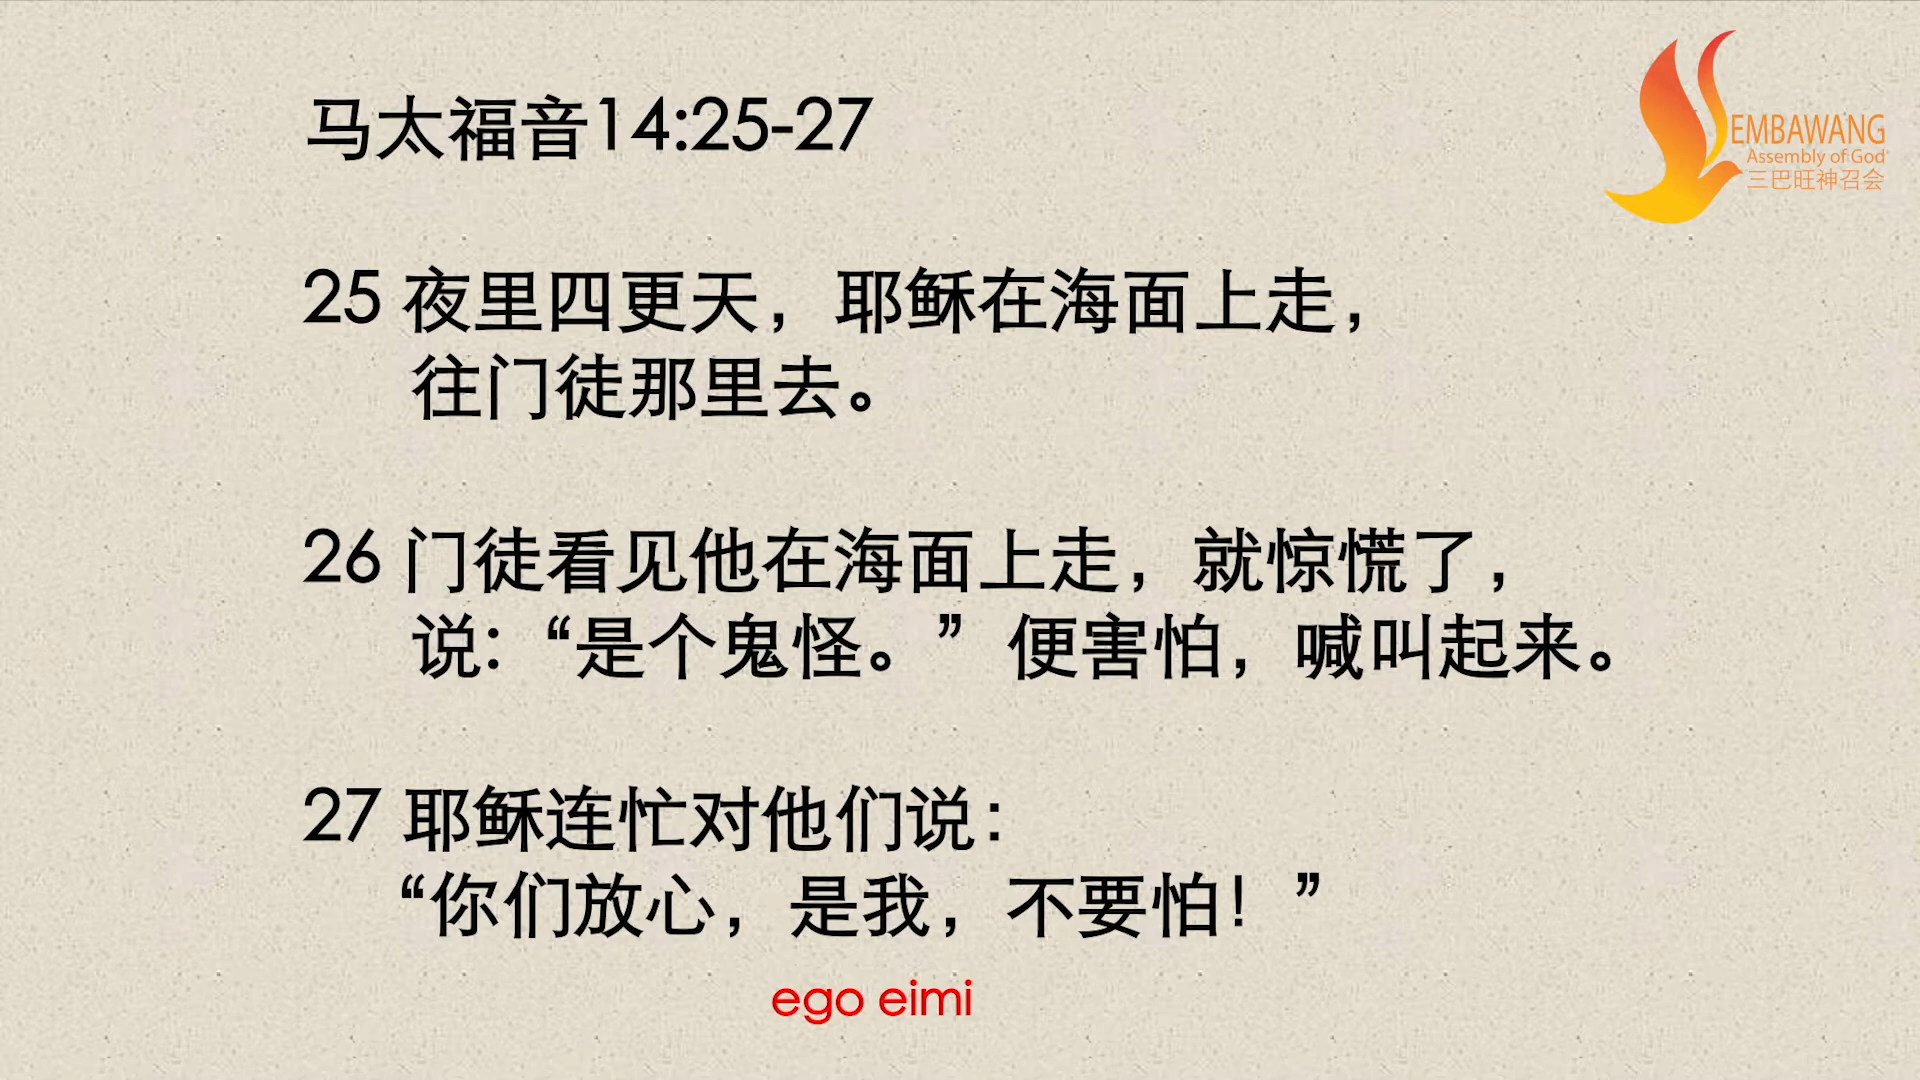 马太福音14:25-27
EMBAWANG
Assembly of God
三巴旺神召会
25 夜里四更天，耶稣在海面上走，
往门徒那里去。
26 门徒看见他在海面上走，就惊慌了，
说：“是个鬼怪。”便害怕，喊叫起来。
27 耶稣连忙对他们说：
“你们放心，是我，不要怕！”
ego eimi